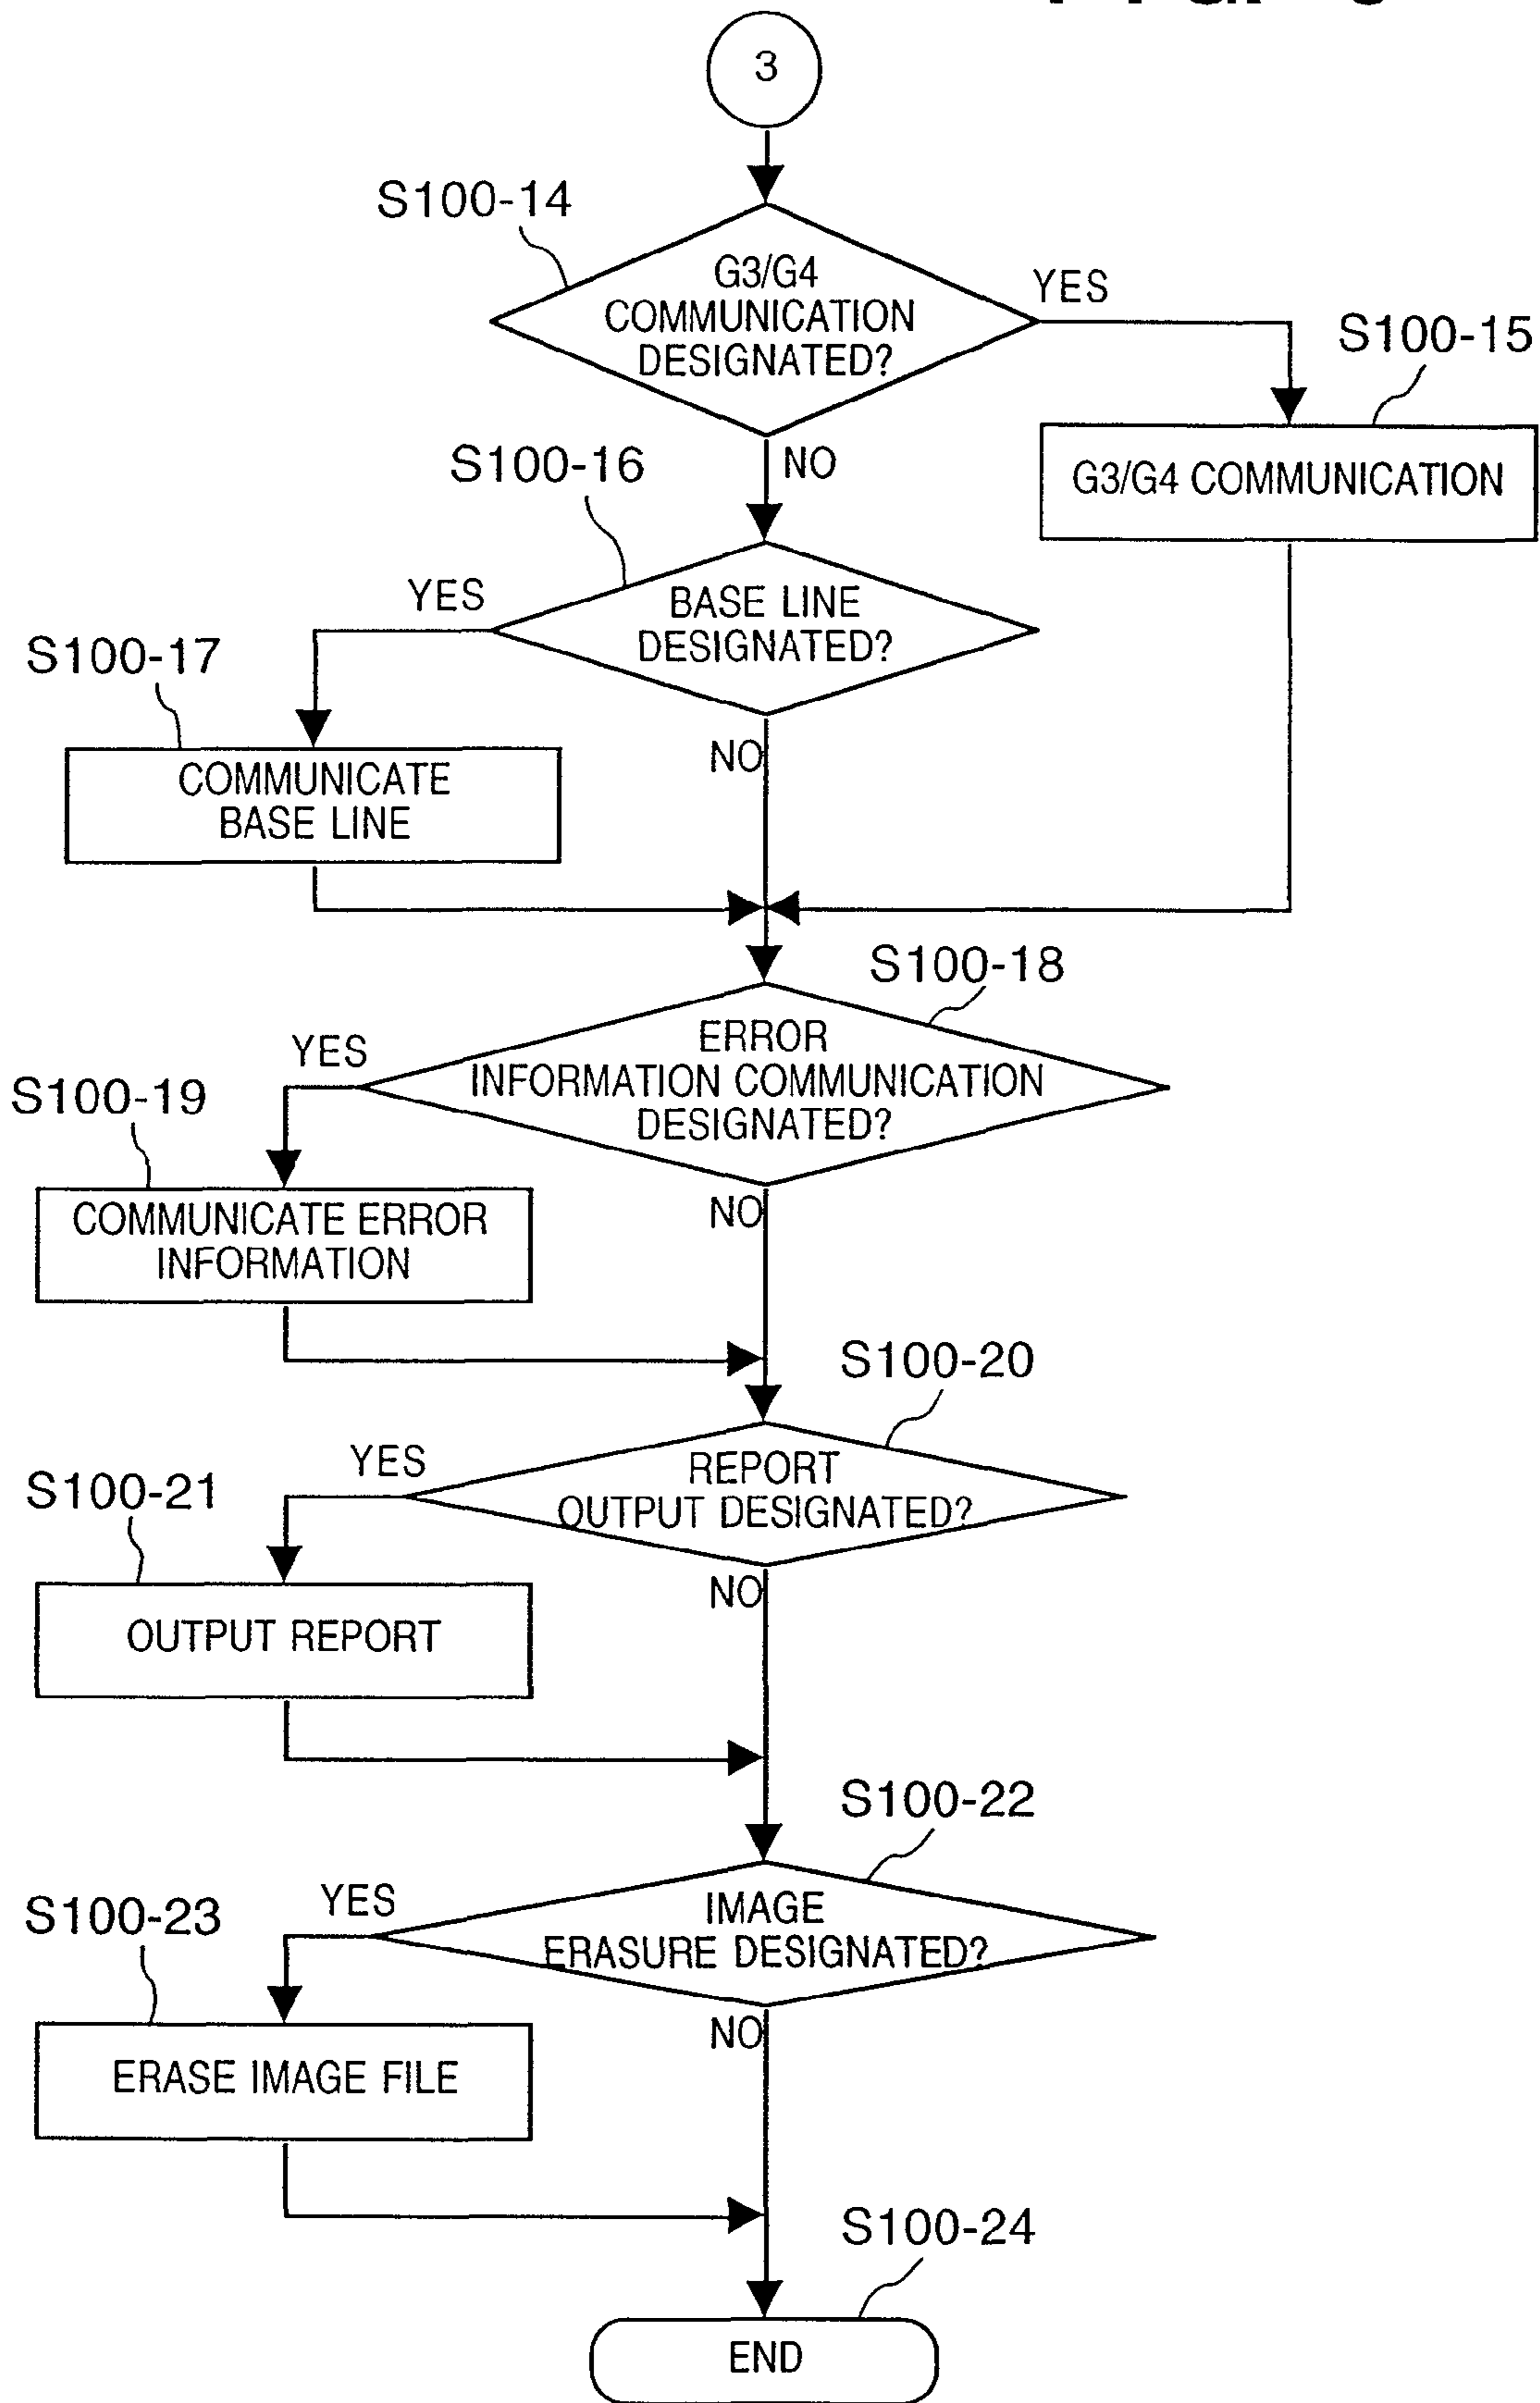 3
S100-14
G3/G4
COMMUNICATION
DESIGNATED?
YES
S100-15
G3/G4 COMMUNICATION
NO
S100-16
BASE LINE
DESIGNATED?
YES
S100-17
COMMUNICATE
BASE LINE
NO
S100-18
ERROR
INFORMATION COMMUNICATION
DESIGNATED?
YES
S100-19
COMMUNICATE ERROR
INFORMATION
NO
S100-20
REPORT
OUTPUT DESIGNATED?
YES
S100-21
OUTPUT REPORT
NO
S100-22
IMAGE
ERASURE DESIGNATED?
YES
S100-23
ERASE IMAGE FILE
NO
S100-24
END